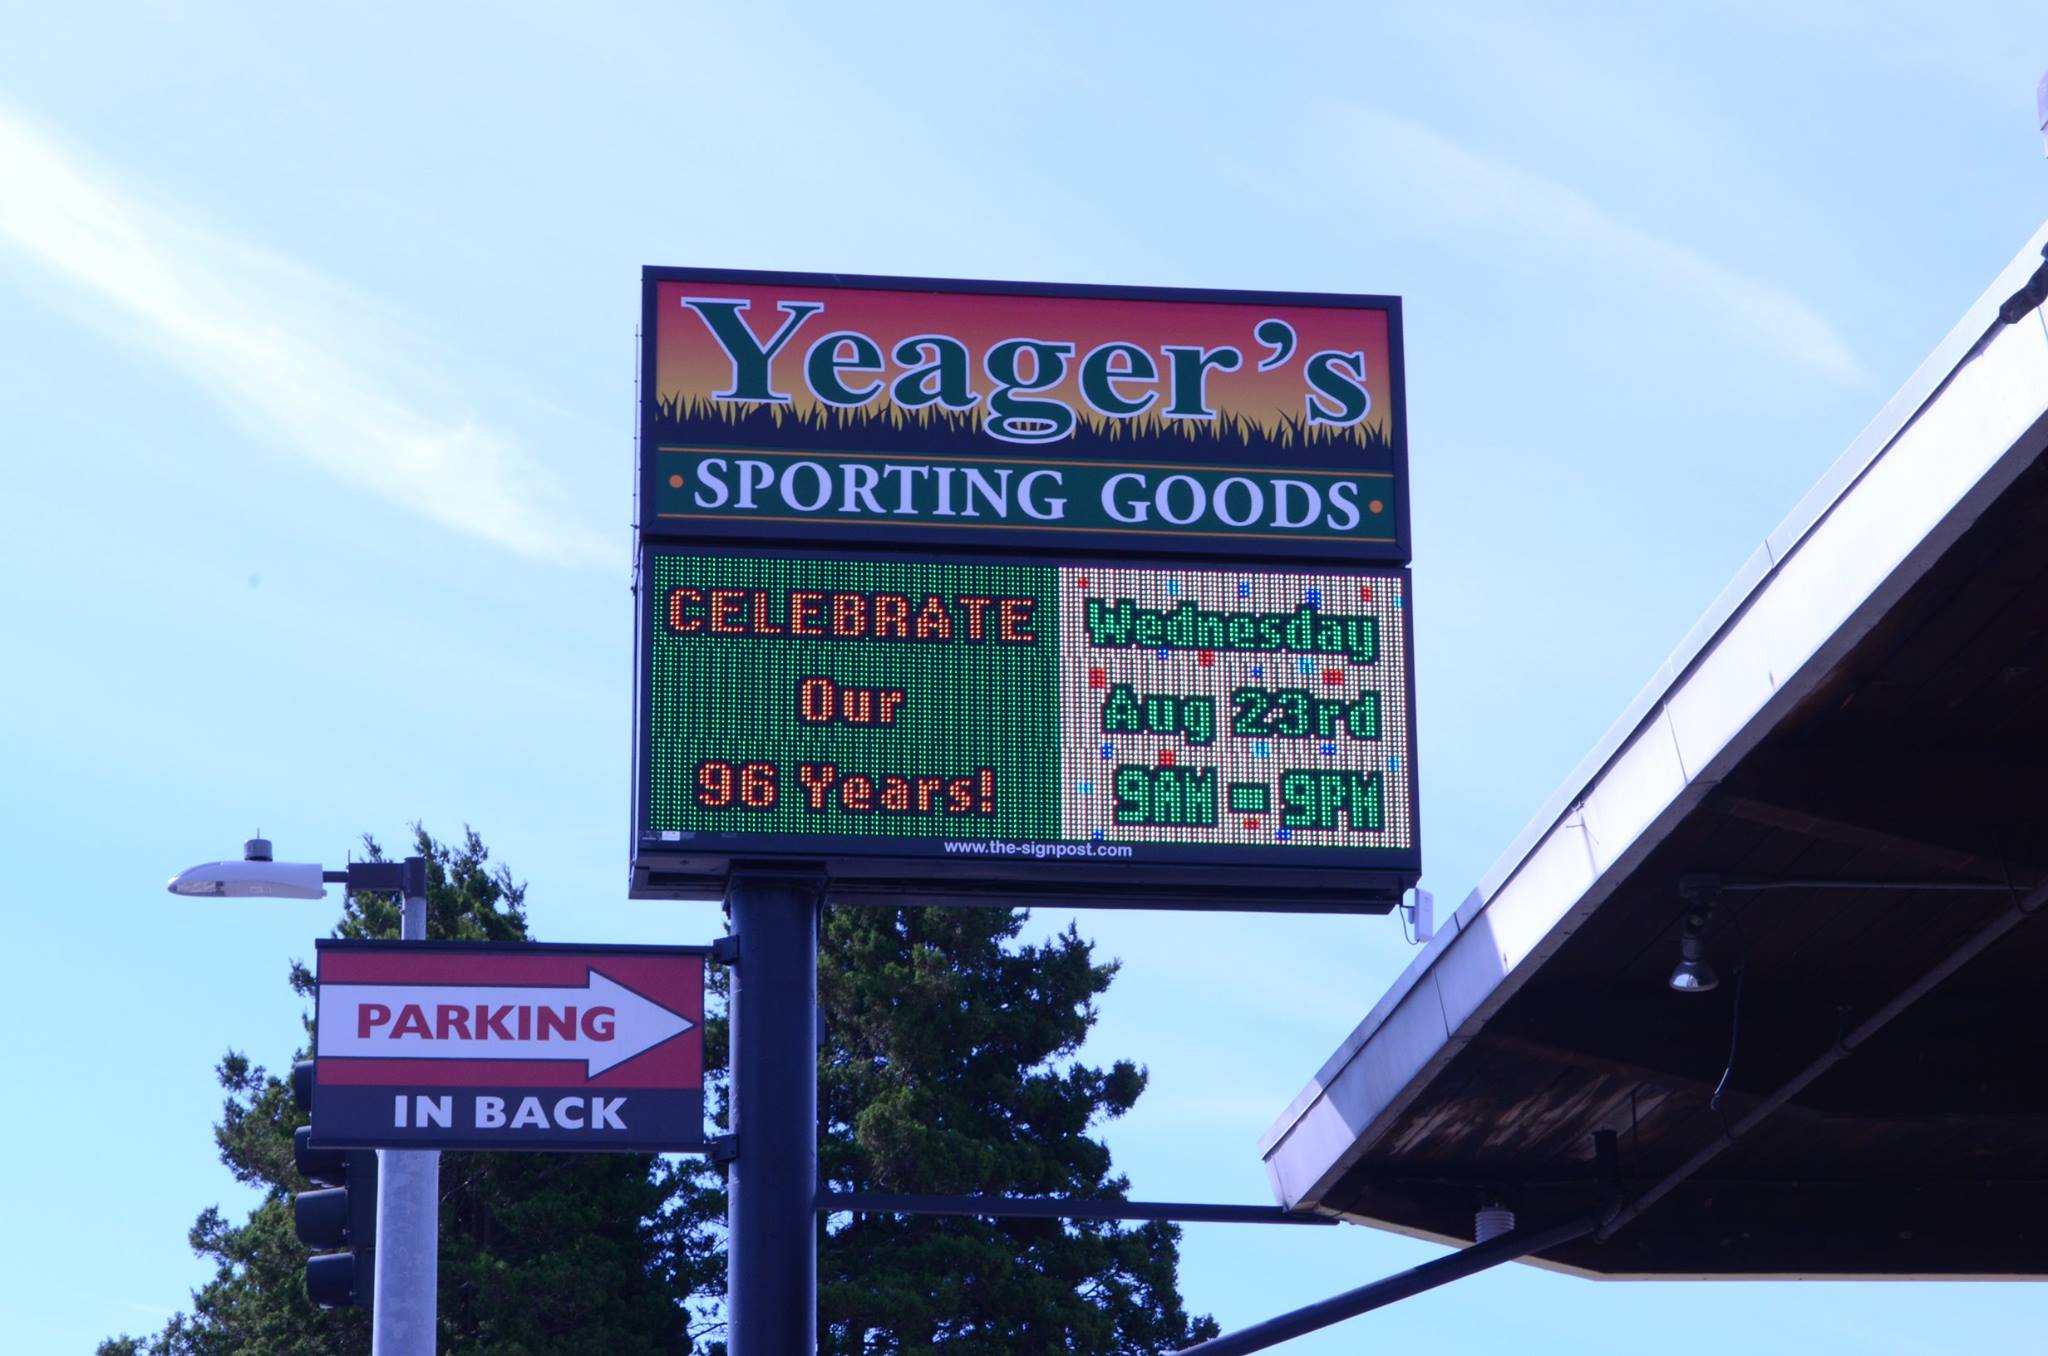 Yeager's
SPORTING GOODS
CELEBRATE
Our
96 Years!
Wednesday
Aug 23rd
9AM - 9PM
www.the-signpost.com
PARKING
IN BACK